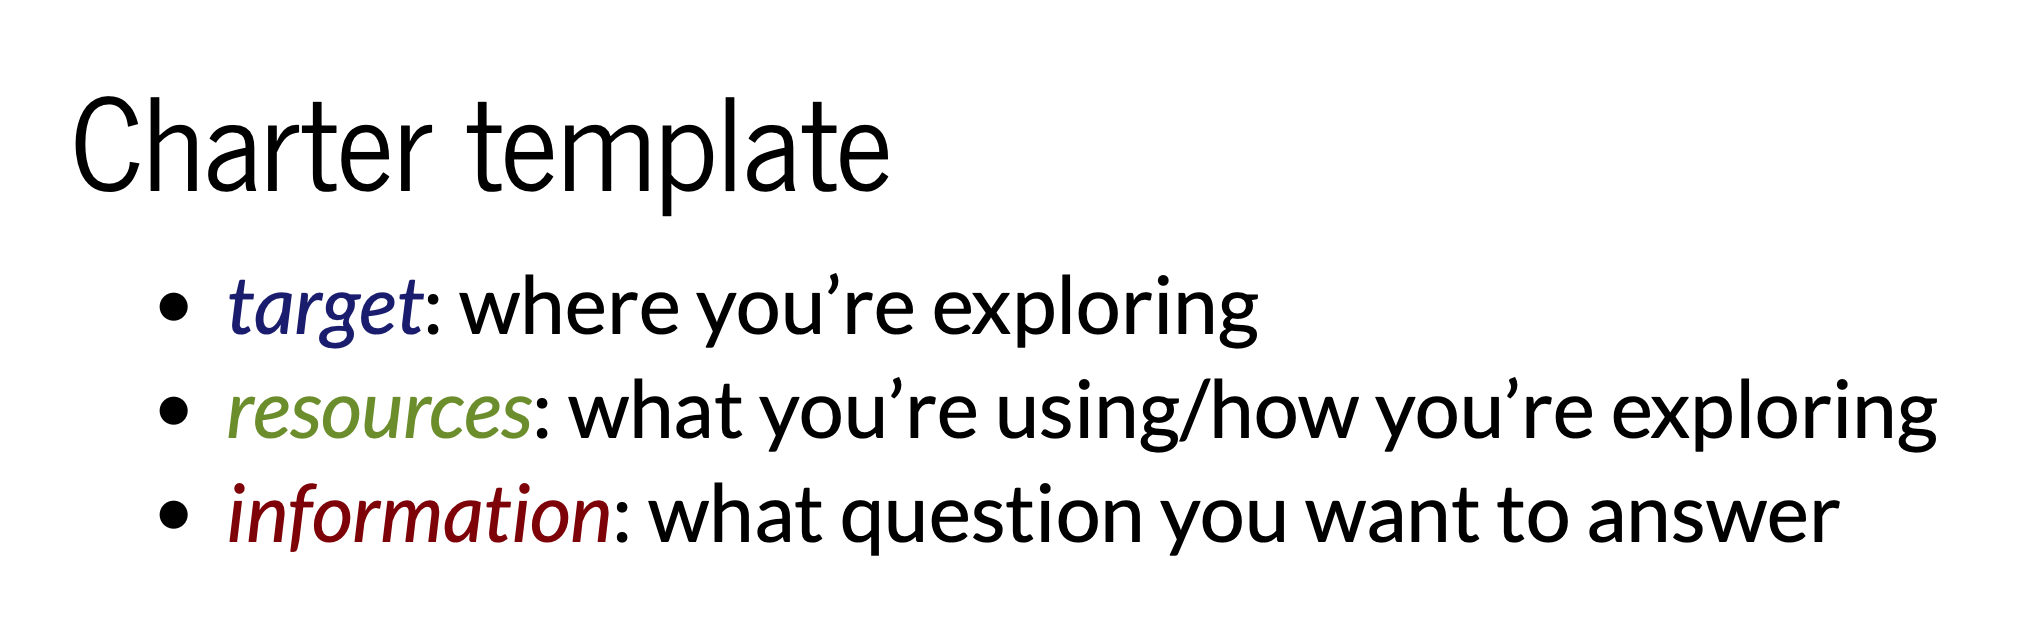 Charter template
• target: where you’re exploring
• resources: what you’re using/how you’re exploring
• information: what question you want to answer